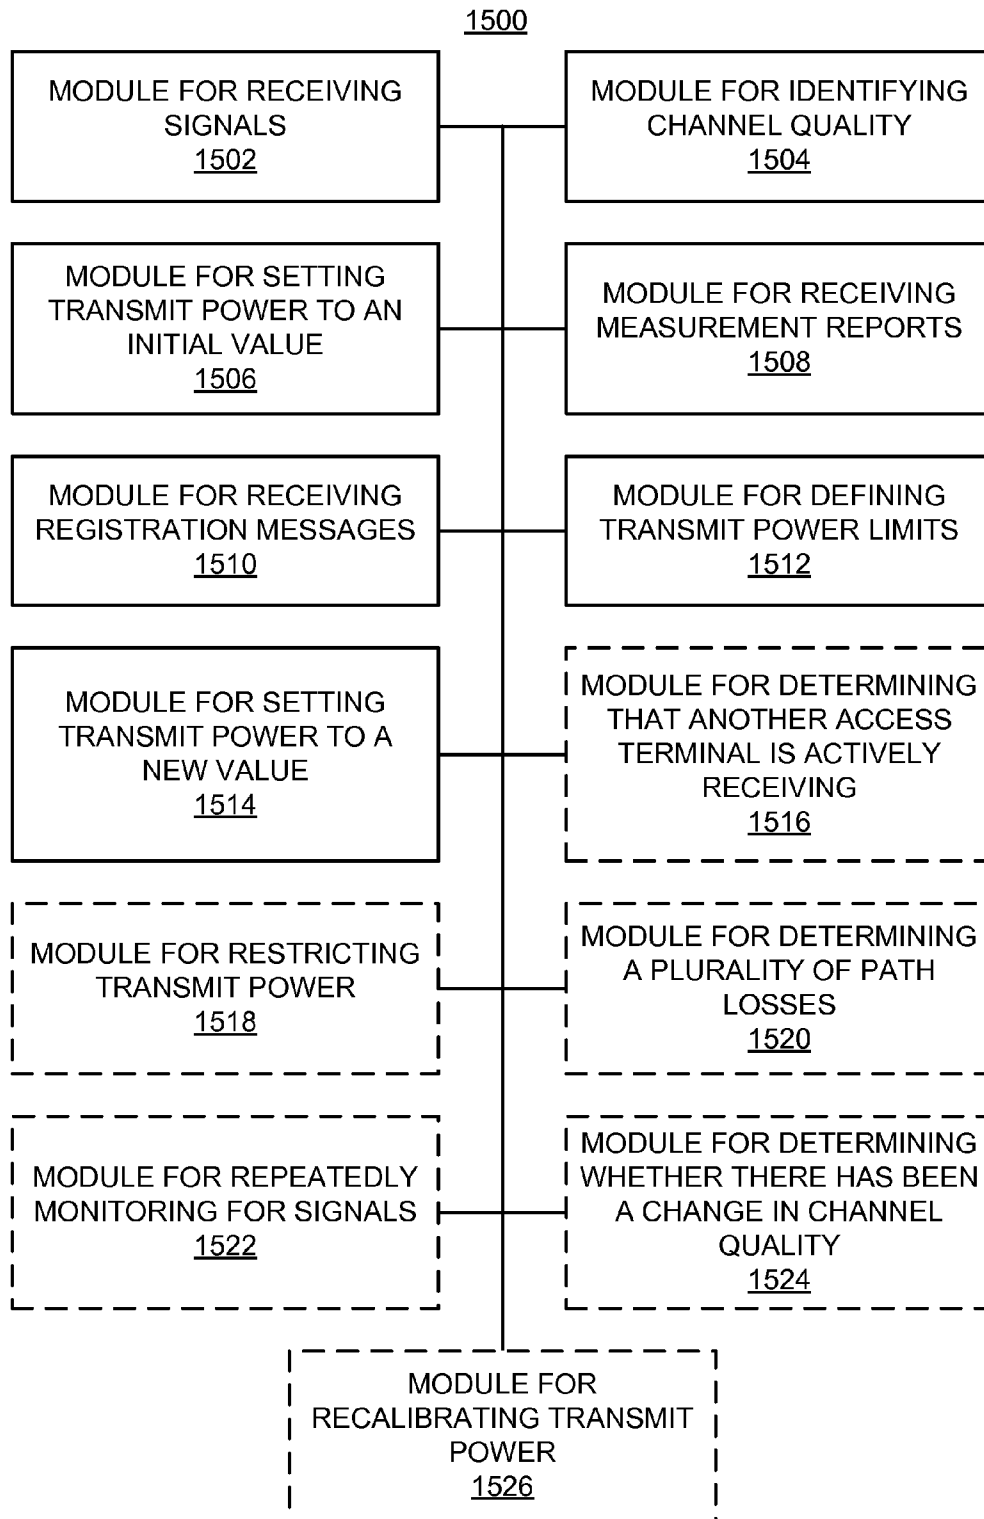 1500
MODULE FOR RECEIVING
SIGNALS
1502
MODULE FOR IDENTIFYING
CHANNEL QUALITY
1504
MODULE FOR SETTING
TRANSMIT POWER TO AN
INITIAL VALUE
1506
MODULE FOR RECEIVING
MEASUREMENT REPORTS
1508
MODULE FOR RECEIVING
REGISTRATION MESSAGES
1510
MODULE FOR DEFINING
TRANSMIT POWER LIMITS
1512
MODULE FOR SETTING
TRANSMIT POWER TO A
NEW VALUE
1514
MODULE FOR DETERMINING
THAT ANOTHER ACCESS
TERMINAL IS ACTIVELY
RECEIVING
1516
MODULE FOR RESTRICTING
TRANSMIT POWER
1518
MODULE FOR DETERMINING
A PLURALITY OF PATH
LOSSES
1520
MODULE FOR REPEATEDLY
MONITORING FOR SIGNALS
1522
MODULE FOR DETERMINING
WHETHER THERE HAS BEEN
A CHANGE IN CHANNEL
QUALITY
1524
MODULE FOR
RECALIBRATING TRANSMIT
POWER
1526